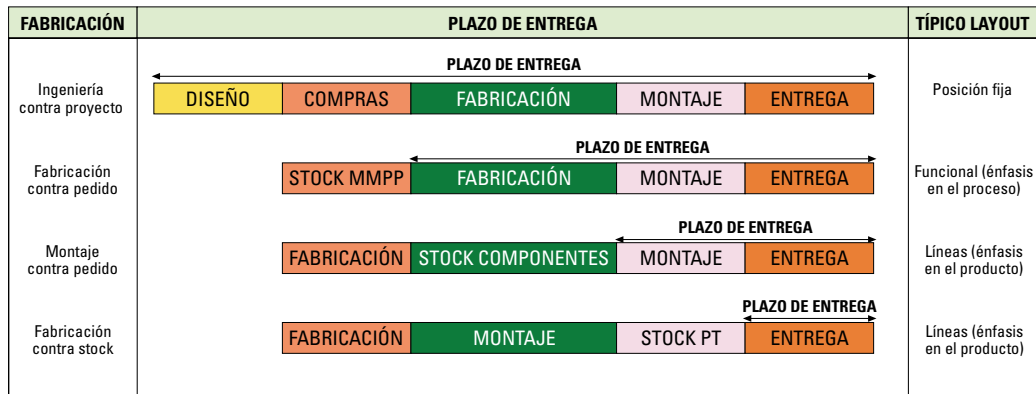 FABRICACIÓN
PLAZO DE ENTREGA
TÍPICO LAYOUT
Ingeniería
contra proyecto
PLAZO DE ENTREGA
DISEÑO
COMPRAS
FABRICACIÓN
MONTAJE
ENTREGA
Posición fija
Fabricación
contra pedido
PLAZO DE ENTREGA
STOCK MMPP
FABRICACIÓN
MONTAJE
ENTREGA
Funcional (énfasis
en el proceso)
Montaje
contra pedido
PLAZO DE ENTREGA
FABRICACIÓN
STOCK COMPONENTES
MONTAJE
ENTREGA
Líneas (énfasis
en el producto)
Fabricación
contra stock
PLAZO DE ENTREGA
FABRICACIÓN
MONTAJE
STOCK PT
ENTREGA
Líneas (énfasis
en el producto)